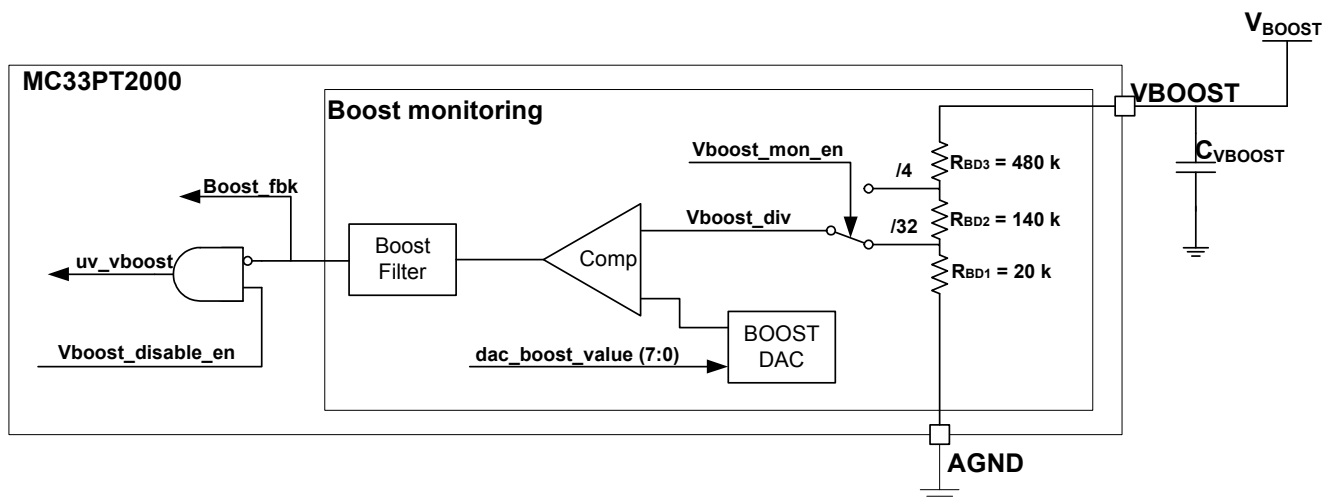 VBOOST
MC33PT2000
VBOOST
Boost monitoring
Vboost_mon_en
/4
RBD3 = 480 k
CVBOOST
Boost_fbk
Vboost_div
/32
RBD2 = 140 k
uv_vboost
Boost
Filter
Comp
RBD1 = 20 k
BOOST
DAC
Vboost_disable_en
dac_boost_value (7:0)
AGND